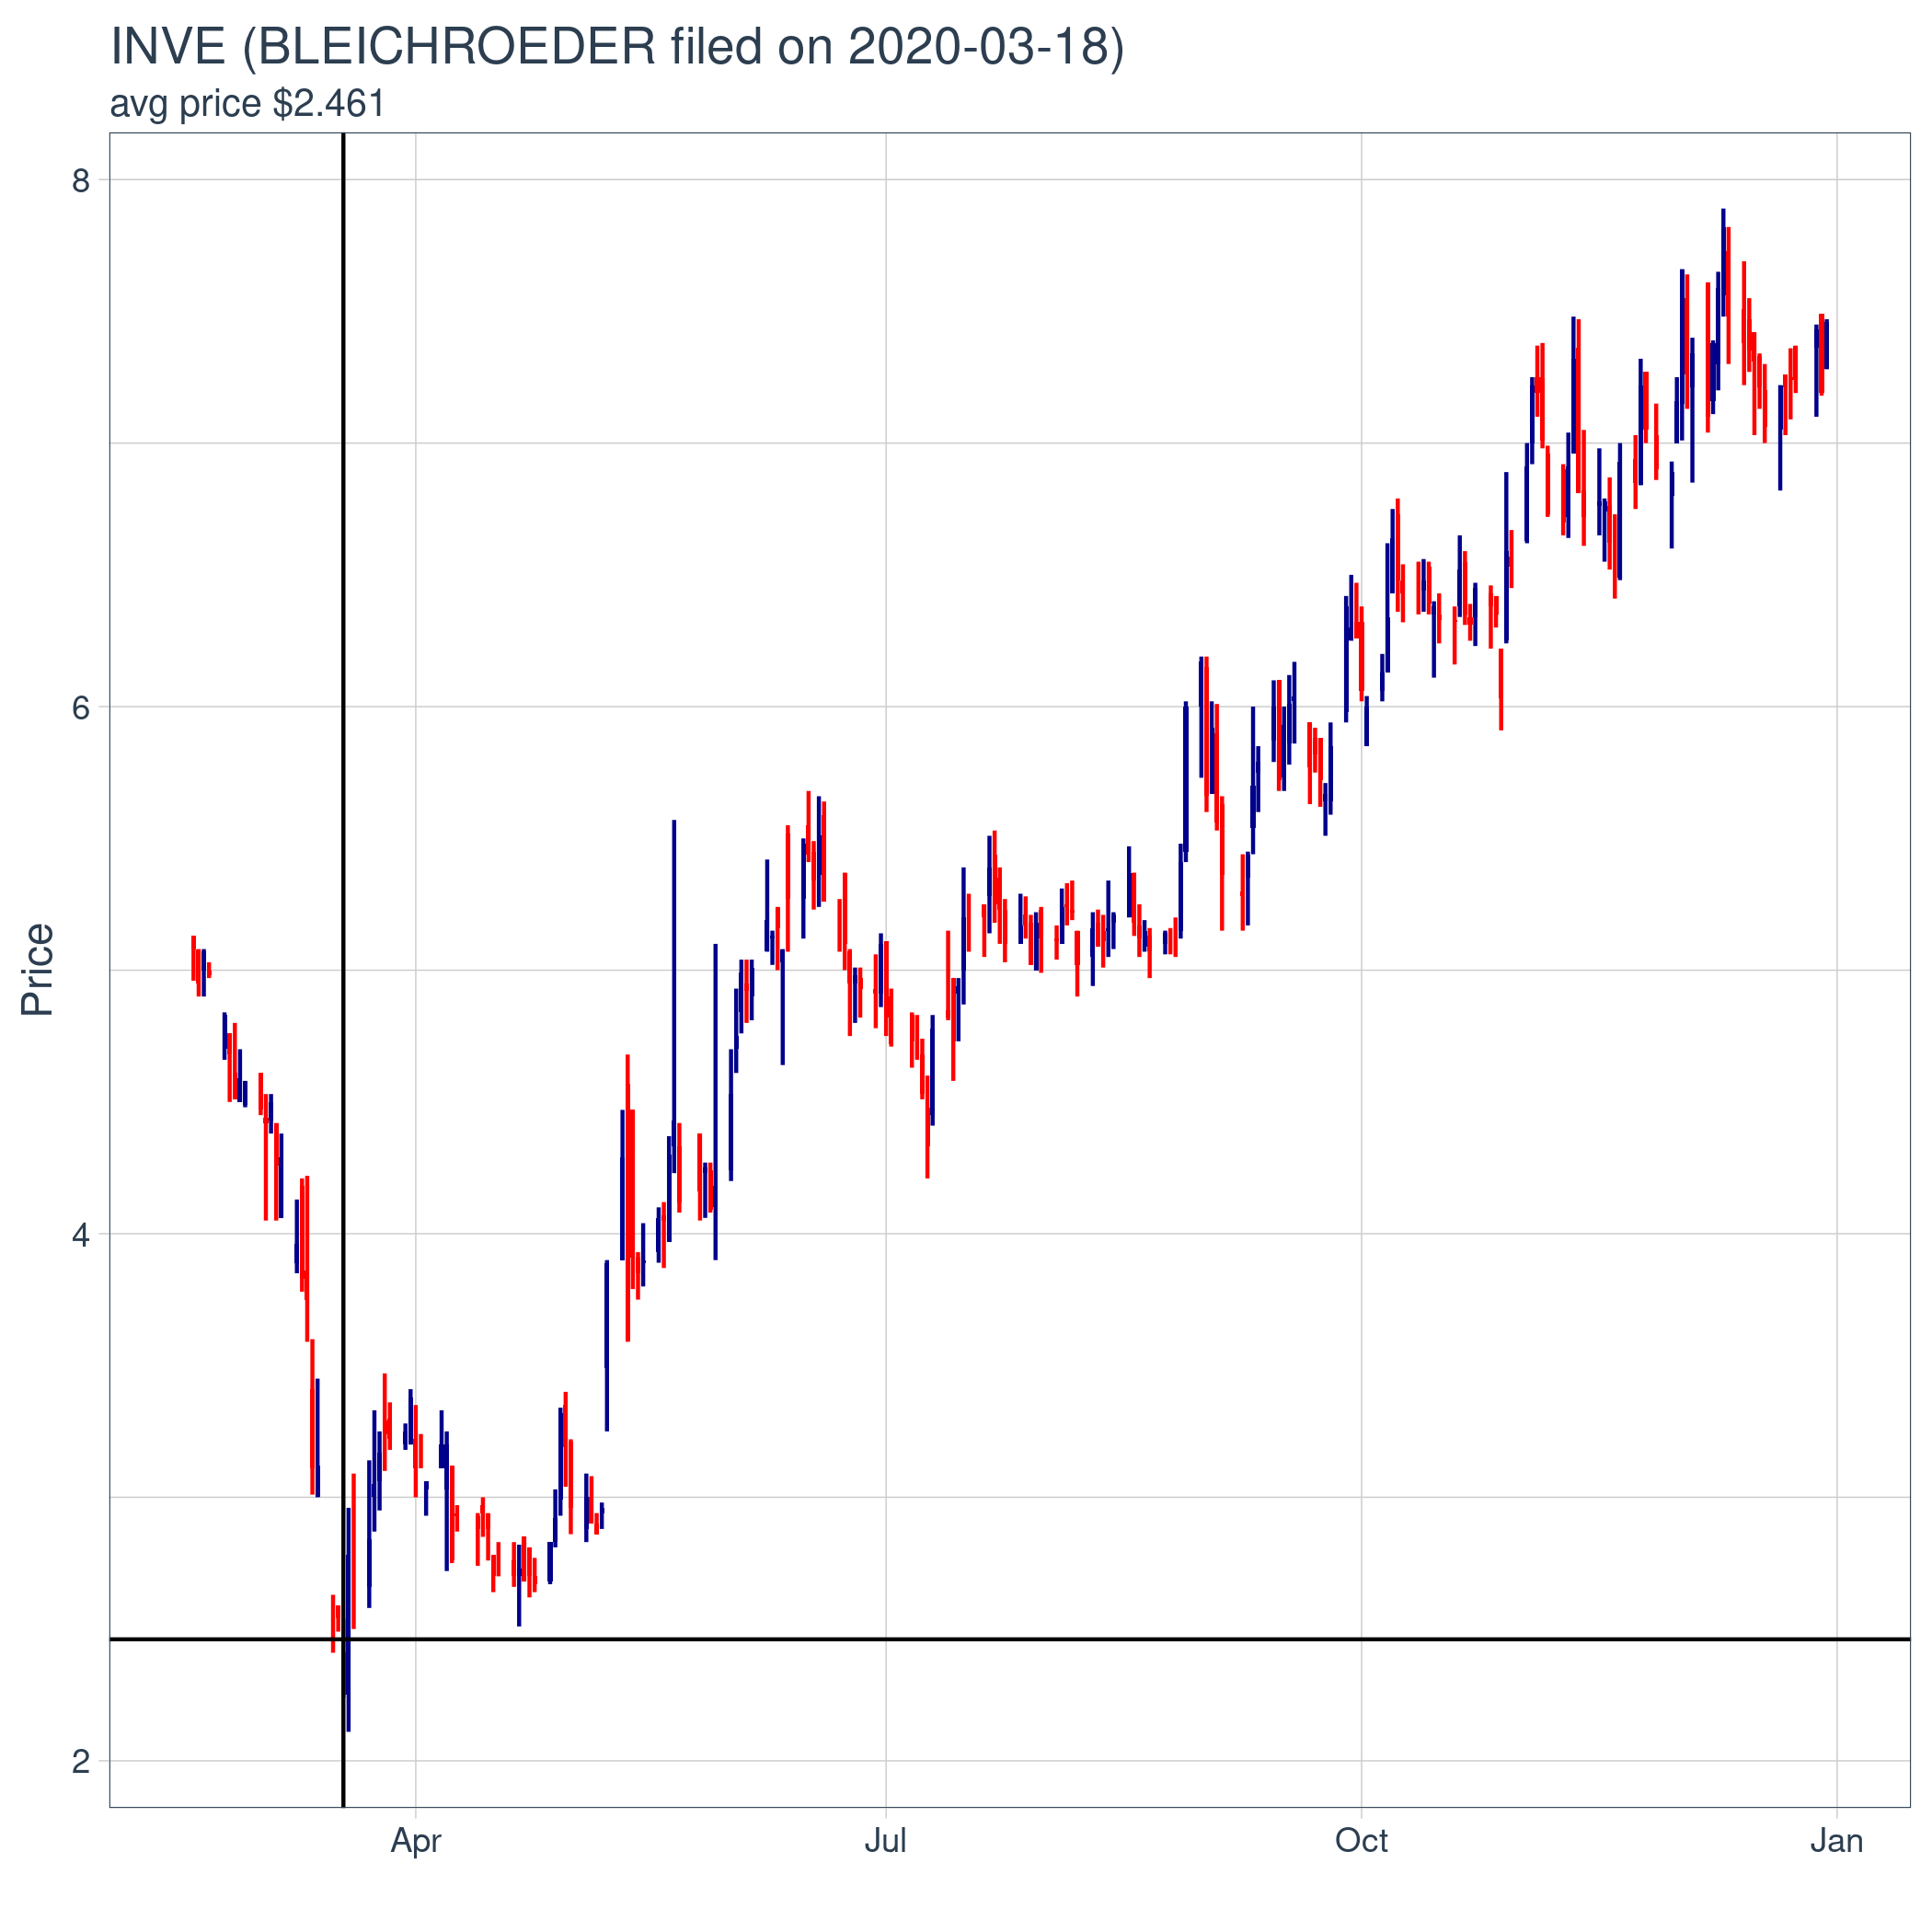 INVE (BLEICHROEDER filed on 2020-03-18)
avg price $2.461
8
6
4
2
Price
Apr Jul Oct Jan